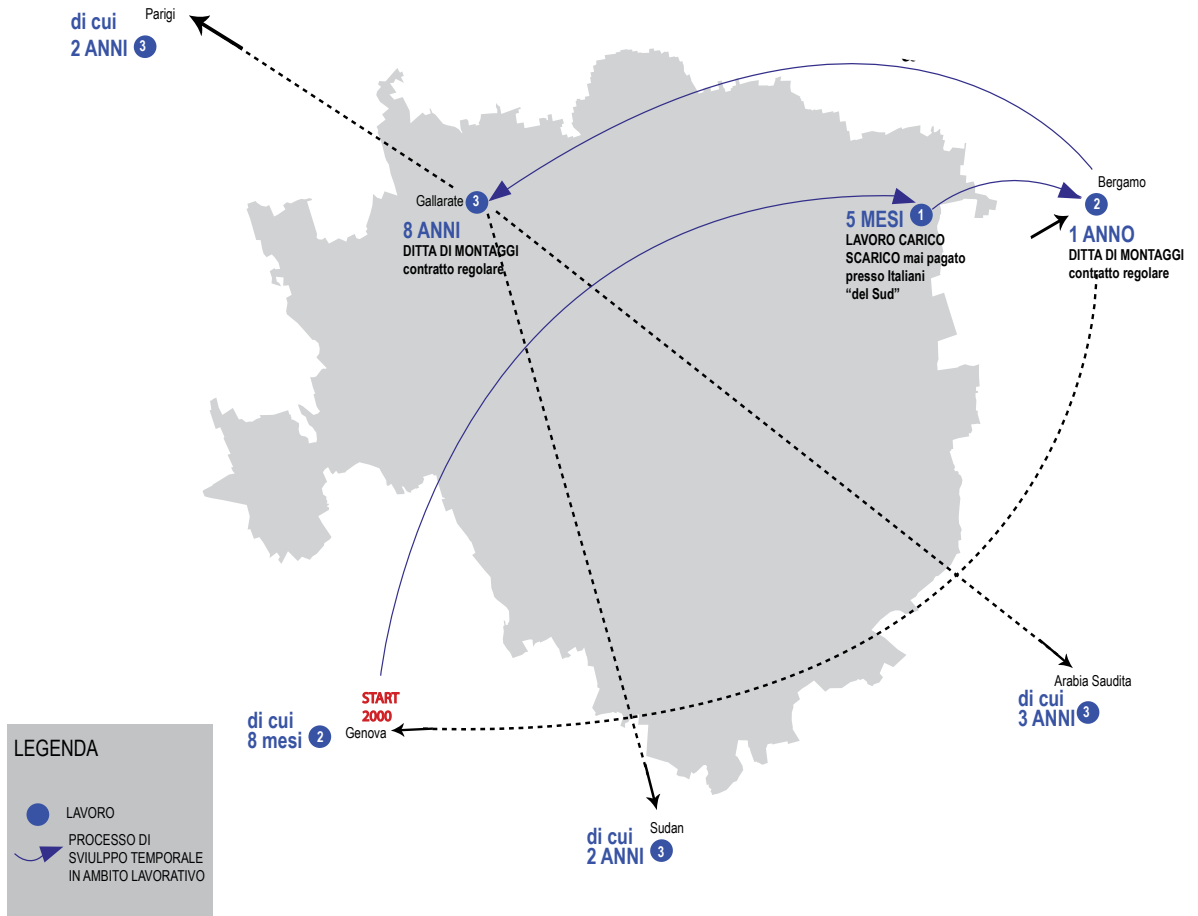 Parigi
di cui
2 ANNI 3
Gallarate 3
8 ANNI
DITTA DI MONTAGGI
contratto regolare
5 MESI 1
LAVORO CARICO
SCARICO mai pagato
presso Italiani
“del Sud”
Bergamo
2
1 ANNO
DITTA DI MONTAGGI
contratto regolare
START
2000
Genova
di cui
8 mesi 2
Arabia Saudita
di cui
3 ANNI 3
Sudan
di cui
2 ANNI 3
LEGENDA
LAVORO
PROCESSO DI
SVIULPPO TEMPORALE
IN AMBITO LAVORATIVO